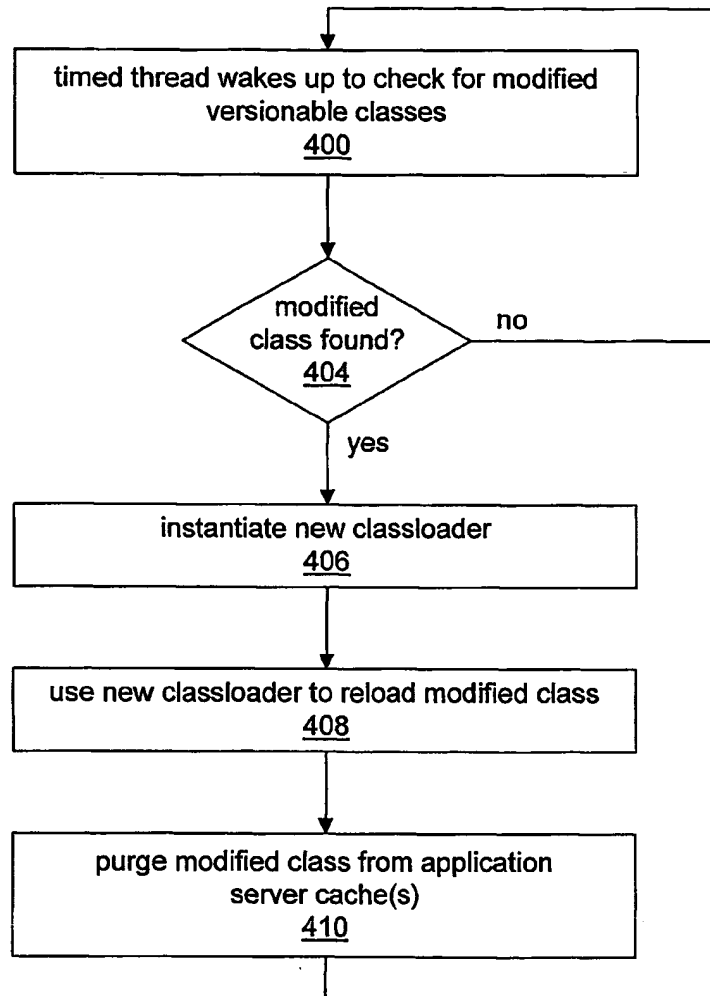 timed thread wakes up to check for modified
versionable classes
400
modified
class found?
404
no
yes
instantiate new classloader
406
use new classloader to reload modified class
408
purge modified class from application
server cache(s)
410